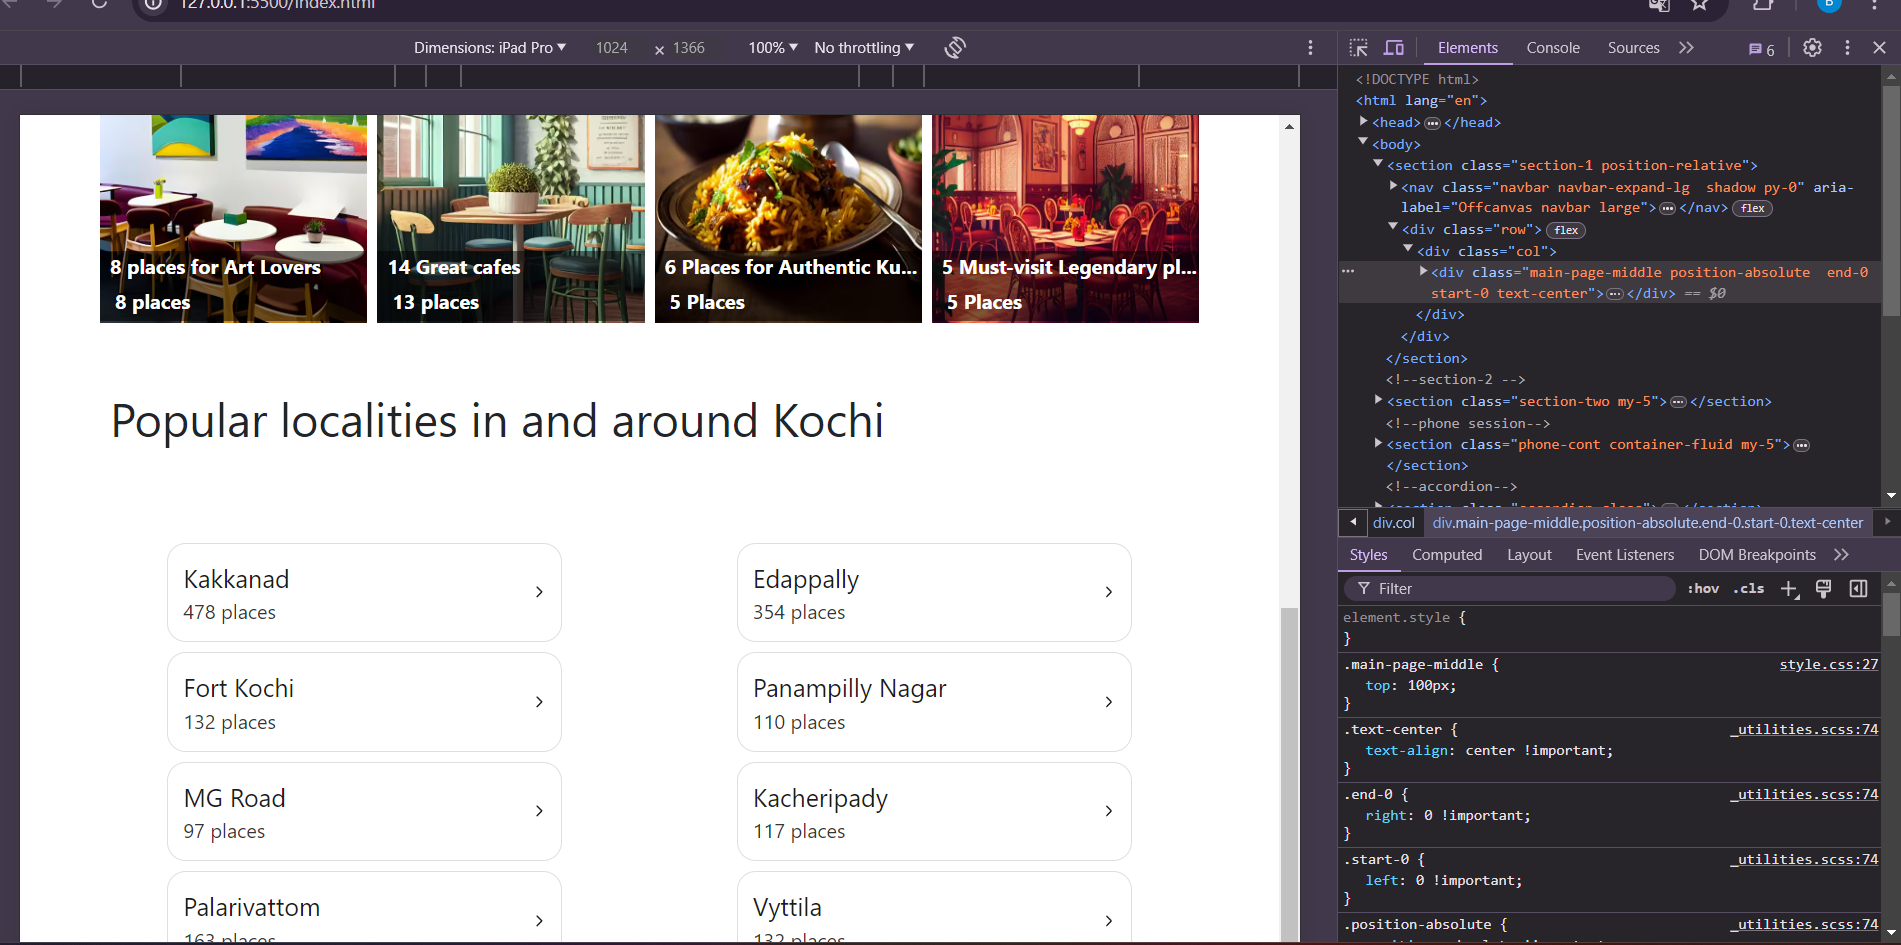 127.0.0.1:5500/index.html
B
Dimensions: iPad Pro ▼ 1024 × 1366 100% ▼ No throttling ▼
Elements Console Sources 6
8 places for Art Lovers
8 places
14 Great cafes
13 places
6 Places for Authentic Ku...
5 Places
5 Must-visit Legendary pl...
5 Places
Popular localities in and around Kochi
Kakkanad
478 places
Edappally
354 places
Fort Kochi
132 places
Panampilly Nagar
110 places
MG Road
97 places
Kacheripady
117 places
Palarivattom
163 places
Vyttila
132 places
<!DOCTYPE html>
<html lang="en">
<head> ••• </head>
<body>
<section class="section-1 position-relative">
<nav class="navbar navbar-expand-lg  shadow py-0" aria-
label="Offcanvas navbar large"> ••• </nav> flex
<div class="row"> flex
<div class="col">
••• <div class="main-page-middle position-absolute  end-0
start-0 text-center"> ••• </div> == $0
</div>
</div>
</section>
<!--section-2 -->
<section class="section-two my-5"> ••• </section>
<!--phone session-->
<section class="phone-cont container-fluid my-5"> •••
</section>
<!--accordion-->
div.col div.main-page-middle.position-absolute.end-0.start-0.text-center
Styles Computed Layout Event Listeners DOM Breakpoints
Filter :hov .cls
element.style {
}
.main-page-middle { style.css:27
top: 100px;
}
.text-center { _utilities.scss:74
text-align: center !important;
}
.end-0 { _utilities.scss:74
right: 0 !important;
}
.start-0 { _utilities.scss:74
left: 0 !important;
}
.position-absolute { _utilities.scss:74